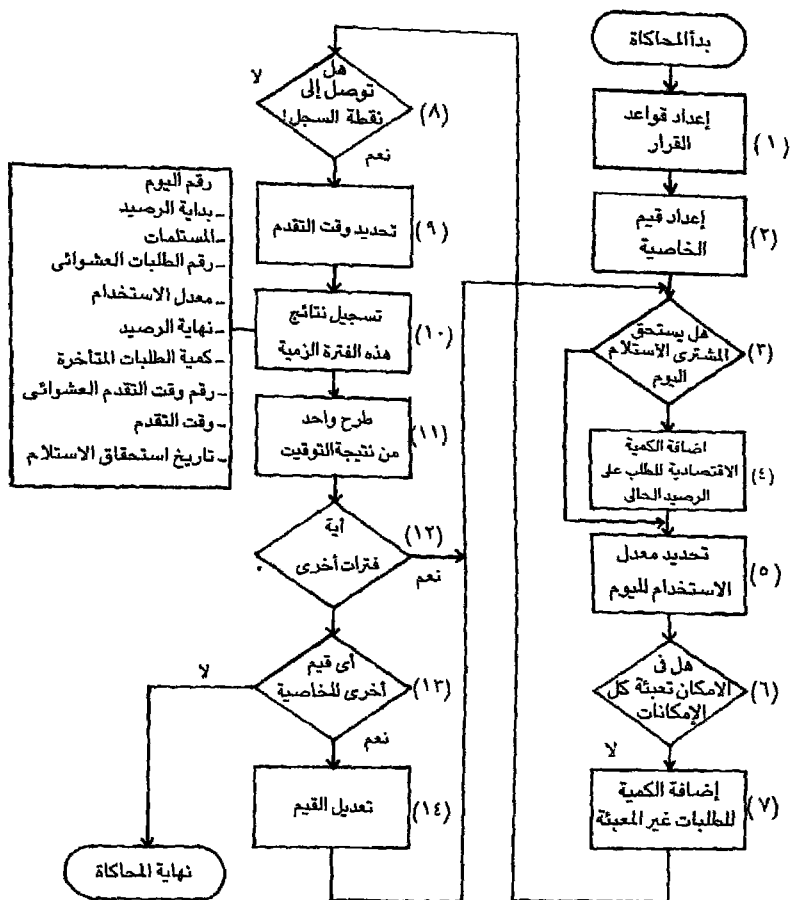 بدأ المحاكاة
إعداد قواعد
القرار
(١)
إعداد قيم
الخاصية
(٢)
هل يستحق
المشترى الاستلام
اليوم
(٣)
اضافة الكمية
الاقتصادية للطلب على
الرصيد الحالى
(٤)
تحديد معدل
الاستخدام لليوم
(٥)
هل فى
الامكان تعبئة كل
الإمكانات
(٦)
لا
إضافة الكمية
للطلبات غير المعبئة
(٧)
هل
توصل إلى
نقطة السجل!
(٨)
لا
نعم
تحديد وقت التقدم
(٩)
تسجيل نتائج
هذه الفترة الزمية
(١٠)
رقم اليوم
ـ بداية الرصيد
ـ المستلمات
ـ رقم الطلبات العشوائى
ـ معدل الاستخدام
ـ نهاية الرصيد
ـ كمية الطلبات المتأخرة
ـ رقم وقت التقدم العشوائى
ـ وقت التقدم
ـ تاريخ استحقاق الاستلام
طرح واحد
من نتيجة التوقيت
(١١)
أية
فترات أخرى
(١٢)
نعم
أى قيم
أخرى للخاصية
(١٣)
لا
نعم
تعديل القيم
(١٤)
نهاية المحاكاة